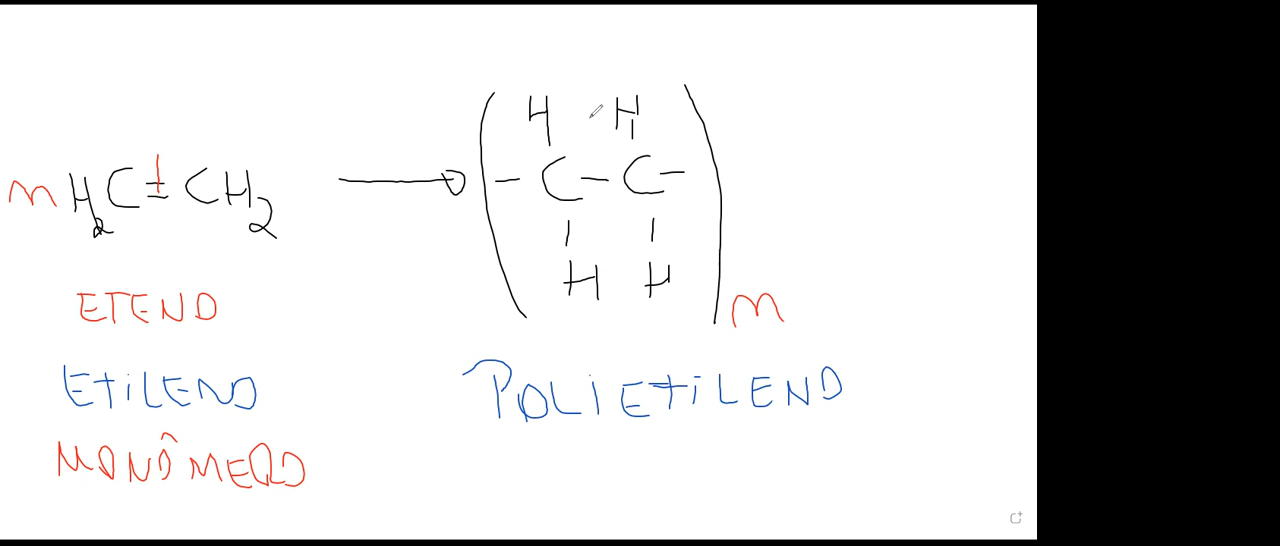 n H₂C=CH₂ → (-C-C-)n
H H
H H
ETENO
ETILENO
POLIETILENO
MONÔMERO